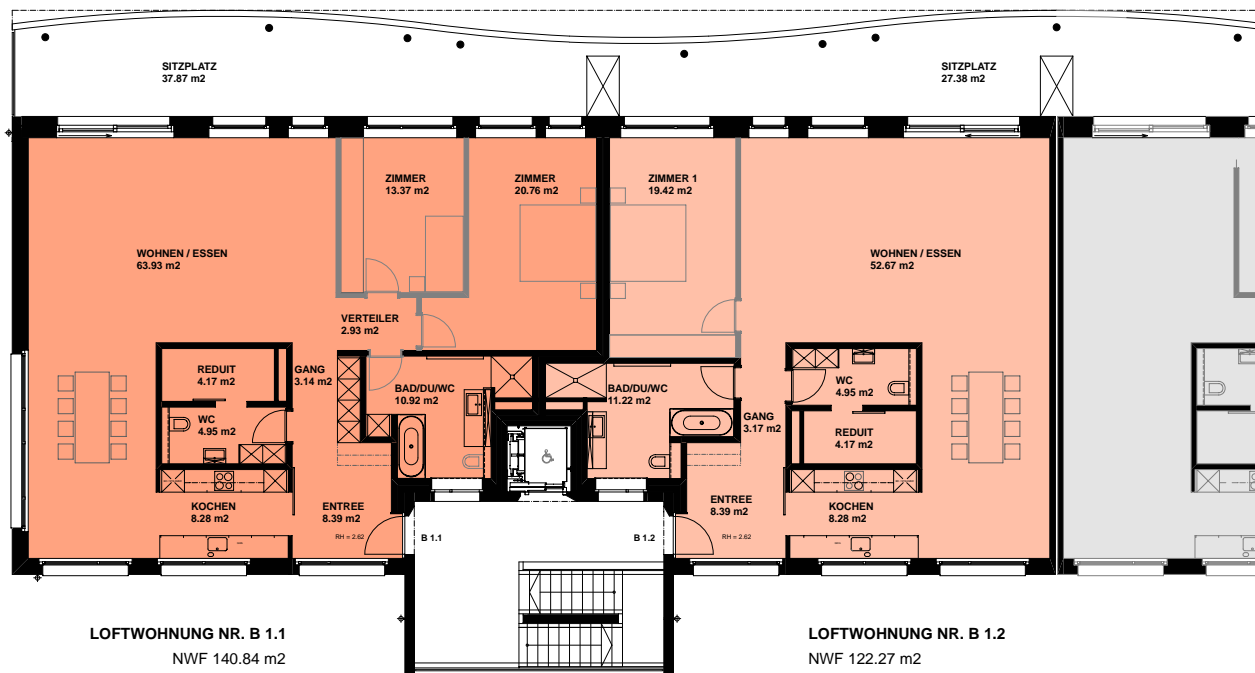 SITZPLATZ
37.87 m2
SITZPLATZ
27.38 m2
ZIMMER
13.37 m2
ZIMMER
20.76 m2
ZIMMER 1
19.42 m2
WOHNEN / ESSEN
63.93 m2
WOHNEN / ESSEN
52.67 m2
VERTEILER
2.93 m2
REDUIT
4.17 m2
GANG
3.14 m2
BAD/DU/WC
10.92 m2
BAD/DU/WC
11.22 m2
WC
4.95 m2
GANG
3.17 m2
WC
4.95 m2
REDUIT
4.17 m2
KOCHEN
8.28 m2
ENTREE
8.39 m2
RH = 2.62
B 1.1
B 1.2
ENTREE
8.39 m2
RH = 2.62
KOCHEN
8.28 m2
LOFTWOHNUNG NR. B 1.1
NWF 140.84 m2
LOFTWOHNUNG NR. B 1.2
NWF 122.27 m2